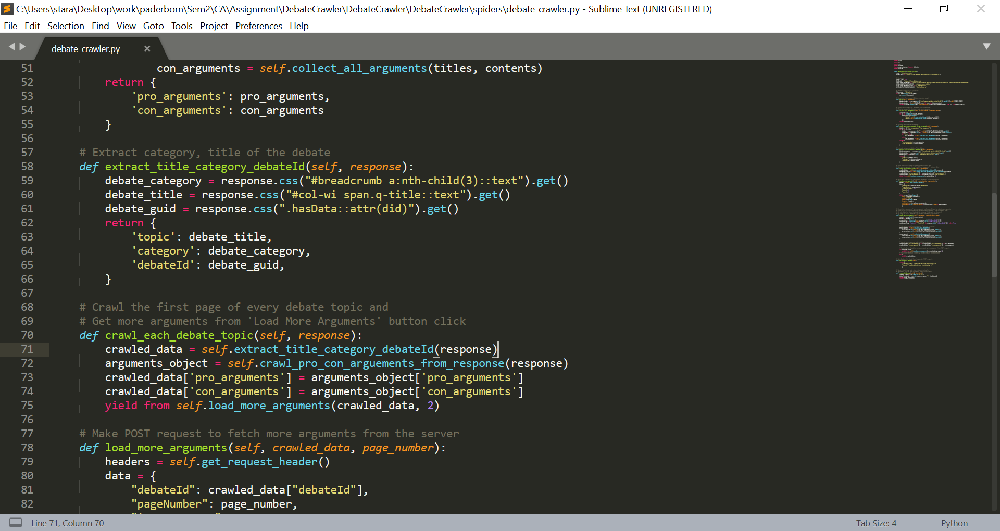 C:\Users\stara\Desktop\work\paderborn\Sem2\CA\Assignment\DebateCrawler\DebateCrawler\DebateCrawler\spiders\debate_crawler.py - Sublime Text (UNREGISTERED)
File Edit Selection Find View Goto Tools Project Preferences Help
debate_crawler.py
51 con_arguments = self.collect_all_arguments(titles, contents)
52 return {
53 'pro_arguments': pro_arguments,
54 'con_arguments': con_arguments
55 }
56
57 # Extract category, title of the debate
58 def extract_title_category_debateId(self, response):
59 debate_category = response.css("#breadcrumb a:nth-child(3)::text").get()
60 debate_title = response.css("#col-wi span.q-title::text").get()
61 debate_guid = response.css(".hasData::attr(did)").get()
62 return {
63 'topic': debate_title,
64 'category': debate_category,
65 'debateId': debate_guid,
66 }
67
68 # Crawl the first page of every debate topic and
69 # Get more arguments from 'Load More Arguments' button click
70 def crawl_each_debate_topic(self, response):
71 crawled_data = self.extract_title_category_debateId(response)
72 arguments_object = self.crawl_pro_con_arguements_from_response(response)
73 crawled_data['pro_arguments'] = arguments_object['pro_arguments']
74 crawled_data['con_arguments'] = arguments_object['con_arguments']
75 yield from self.load_more_arguments(crawled_data, 2)
76
77 # Make POST request to fetch more arguments from the server
78 def load_more_arguments(self, crawled_data, page_number):
79 headers = self.get_request_header()
80 data = {
81 "debateId": crawled_data["debateId"],
82 "pageNumber": page_number,
Line 71, Column 70 Tab Size: 4 Python